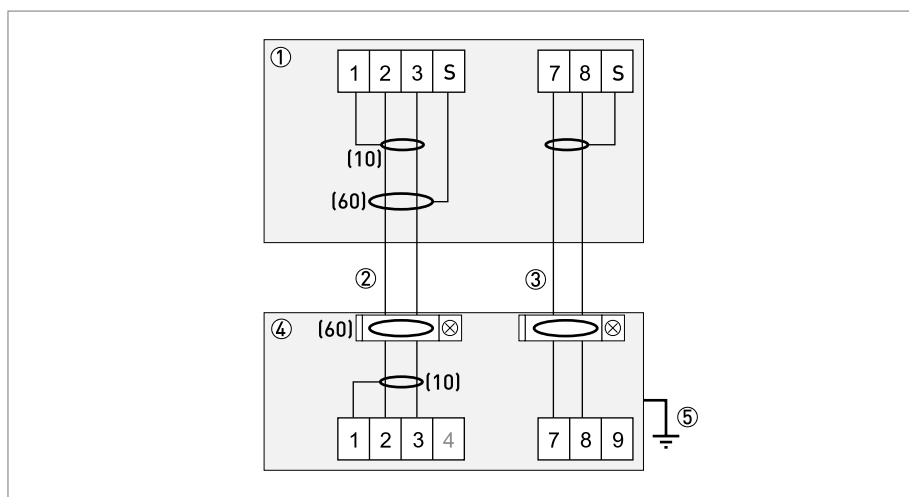 ①
1 2 3 S
7 8 S
(10)
(60)
②
③
④
(60)
(10)
⑤
1 2 3 4
7 8 9